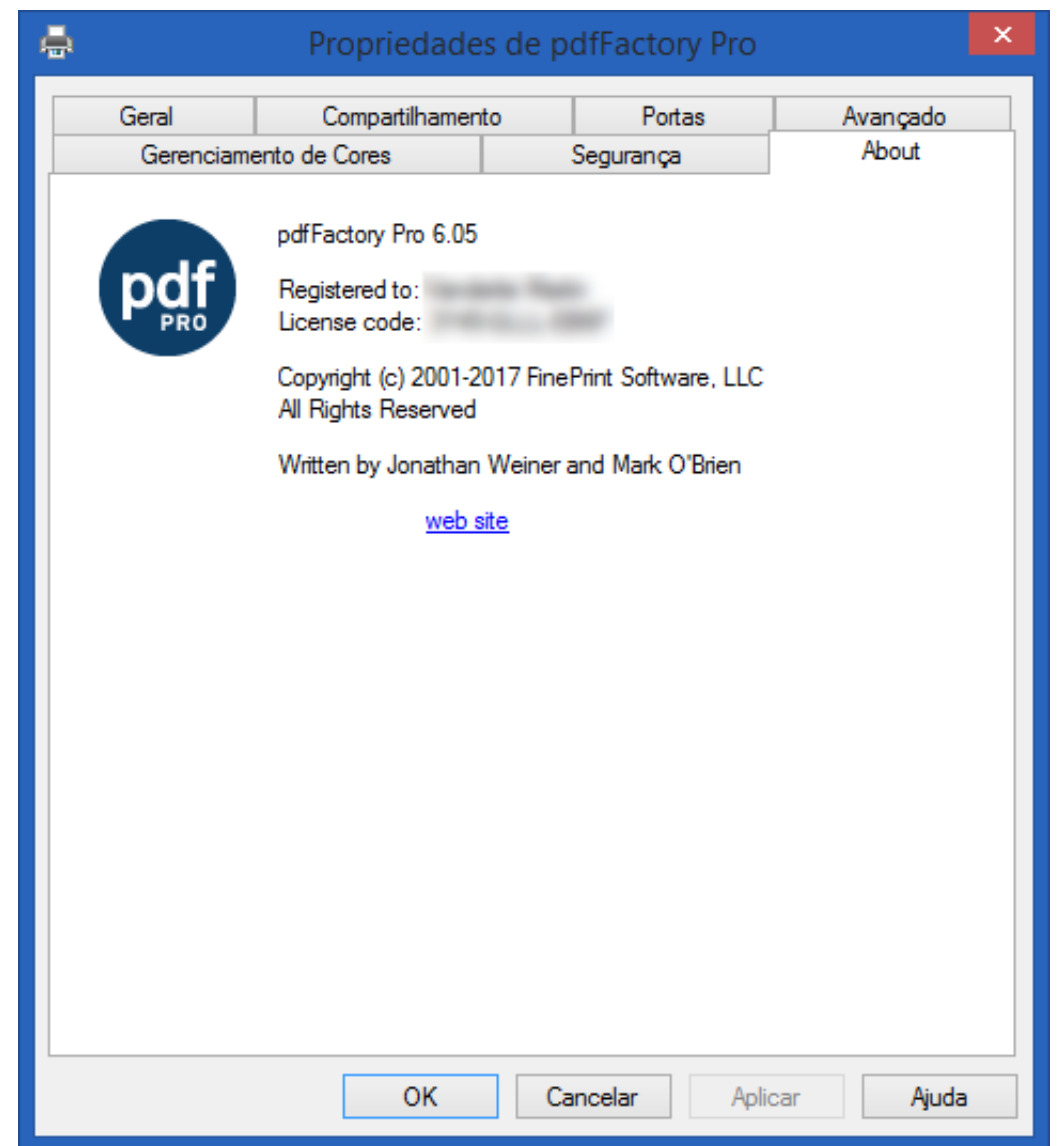 Propriedades de pdfFactory Pro
Geral
Compartilhamento
Portas
Avançado
Gerenciamento de Cores
Segurança
About
pdf
PRO
pdfFactory Pro 6.05
Registered to:
License code:
Copyright (c) 2001-2017 FinePrint Software, LLC
All Rights Reserved
Written by Jonathan Weiner and Mark O'Brien
web site
OK
Cancelar
Aplicar
Ajuda